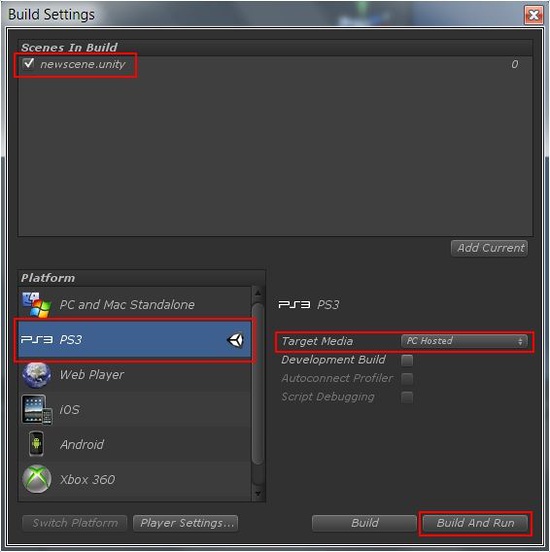 Build Settings
Scenes In Build
newscene.unity 0
Add Current
Platform
PC and Mac Standalone
PS3 PS3
PS3 PS3
Target Media PC Hosted
Development Build
Web Player
Autoconnect Profiler
Script Debugging
iOS
Android
Xbox 360
Switch Platform Player Settings... Build Build And Run